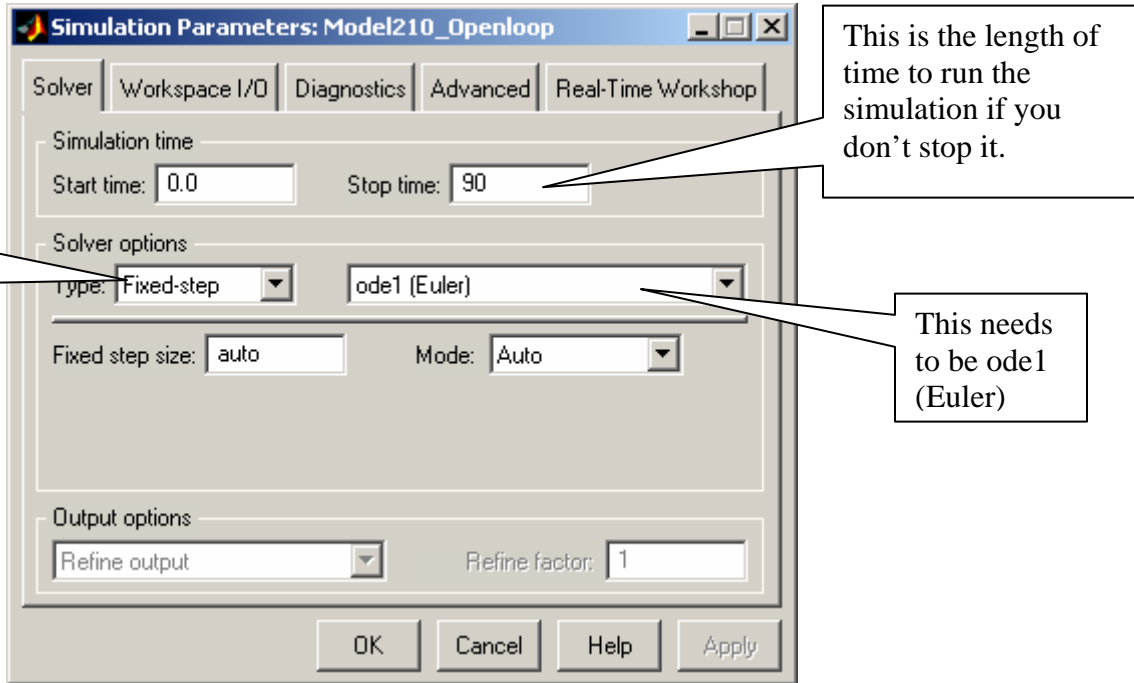 Simulation Parameters: Model210_Openloop
Solver Workspace I/O Diagnostics Advanced Real-Time Workshop
Simulation time
Start time: 0.0 Stop time: 90
Solver options
Type: Fixed-step ode1 (Euler)
Fixed step size: auto Mode: Auto
Output options
Refine output Refine factor: 1
OK Cancel Help Apply
This is the length of
time to run the
simulation if you
don’t stop it.
This needs
to be ode1
(Euler)